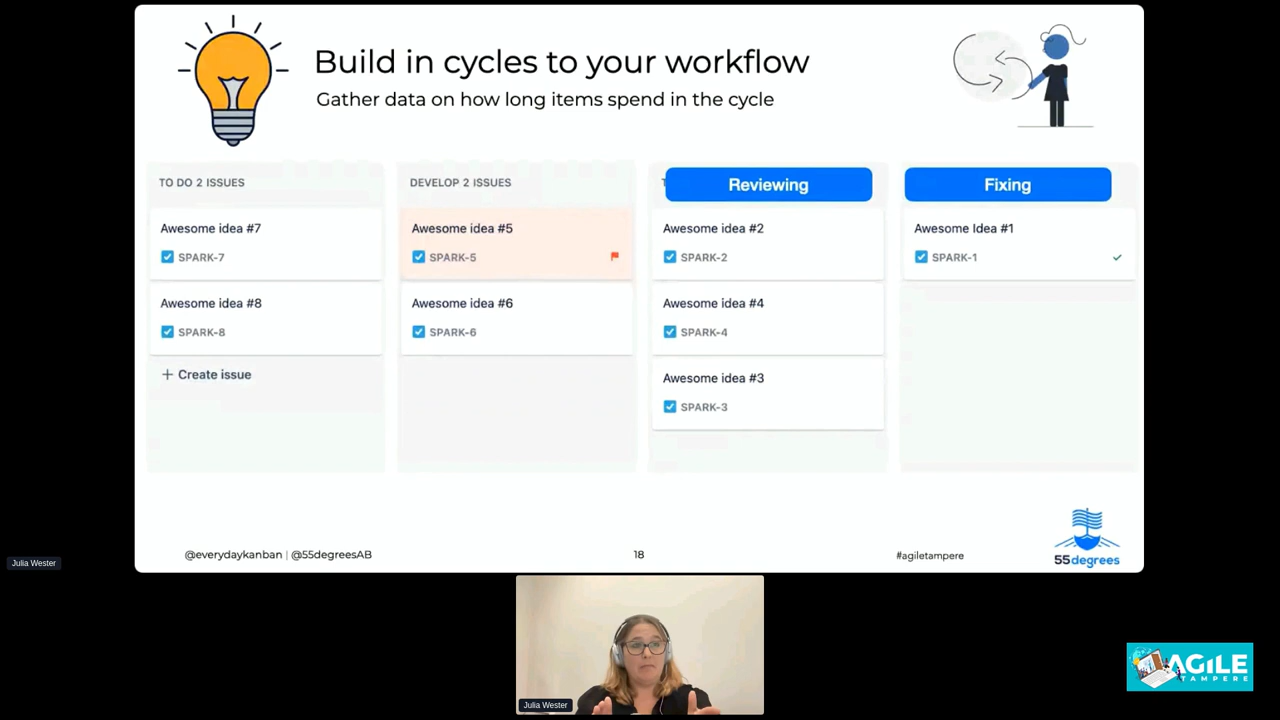 Build in cycles to your workflow
Gather data on how long items spend in the cycle
TO DO 2 ISSUES
Awesome idea #7
SPARK-7
Awesome idea #8
SPARK-8
+ Create issue
DEVELOP 2 ISSUES
Awesome idea #5
SPARK-5
Awesome idea #6
SPARK-6
Reviewing
Awesome idea #2
SPARK-2
Awesome idea #4
SPARK-4
Awesome idea #3
SPARK-3
Fixing
Awesome Idea #1
SPARK-1
@everydaykanban | @55degreesAB
18
#agiletampere
55degrees
Julia Wester
Julia Wester
AGILE
TAMPERE